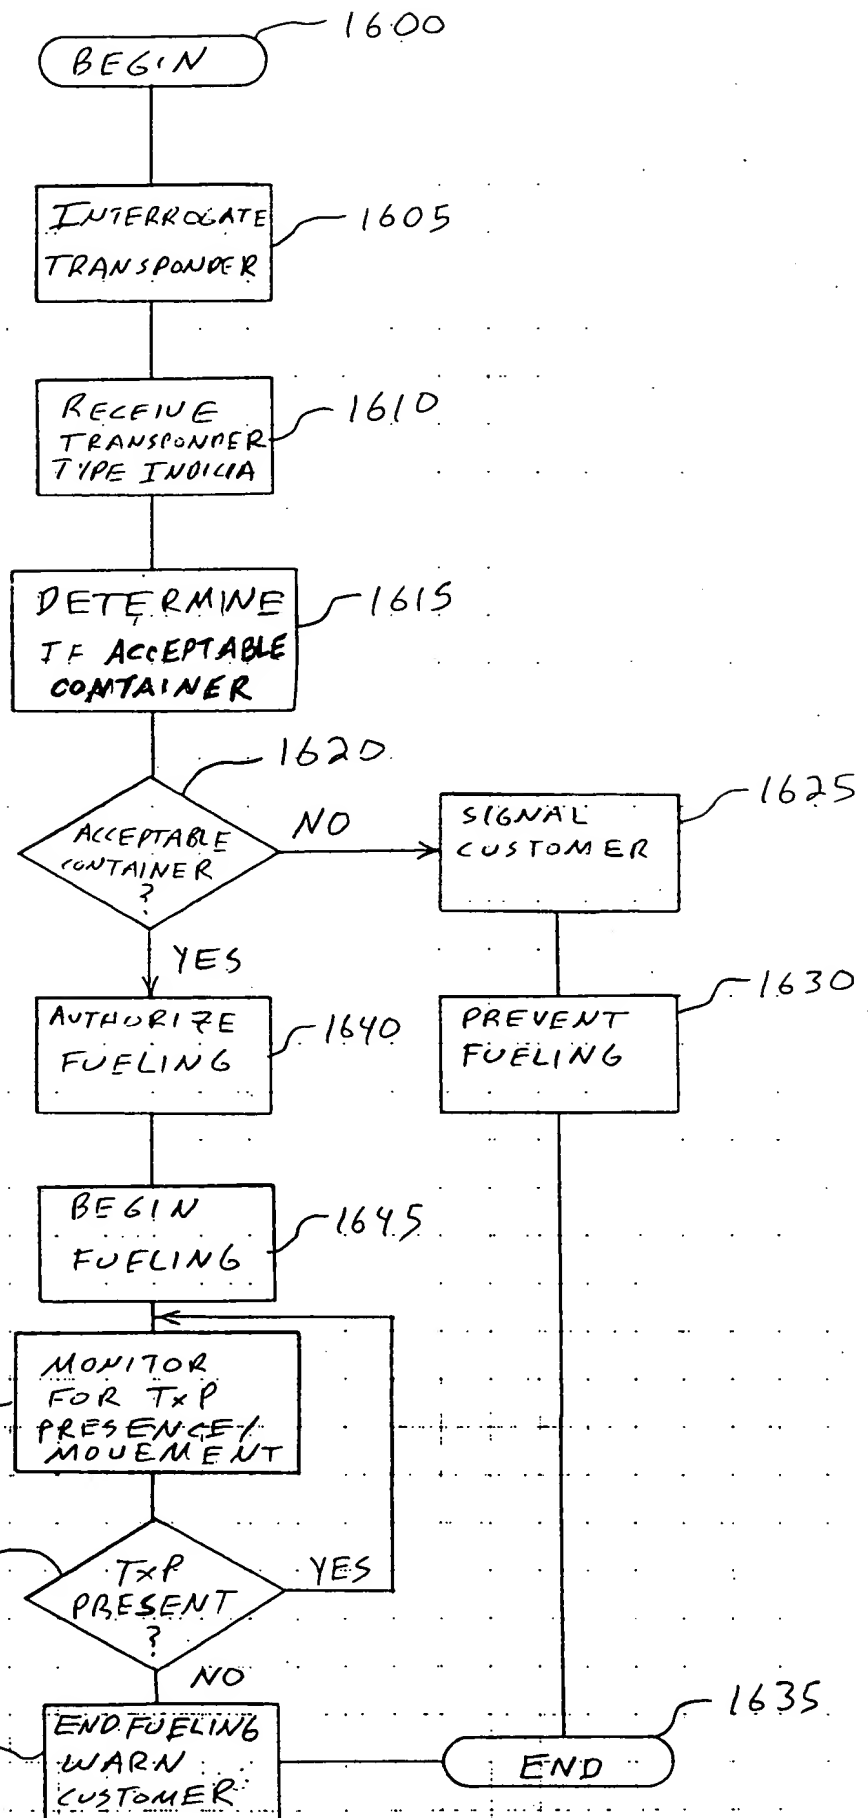 1600
BEGIN
INTERROGATE
TRANSPONDER
1605
RECEIVE
TRANSPONDER
TYPE INDICIA
1610
DETERMINE
IF ACCEPTABLE
CONTAINER
1615
1620
ACCEPTABLE
CONTAINER
?
NO
SIGNAL
CUSTOMER
1625
YES
AUTHORIZE
FUELING
1640
PREVENT
FUELING
1630
BEGIN
FUELING
1645
MONITOR
FOR TxP
PRESENCE/
MOVEMENT
TxP
PRESENT
?
YES
NO
END FUELING
WARN
CUSTOMER
1635
END